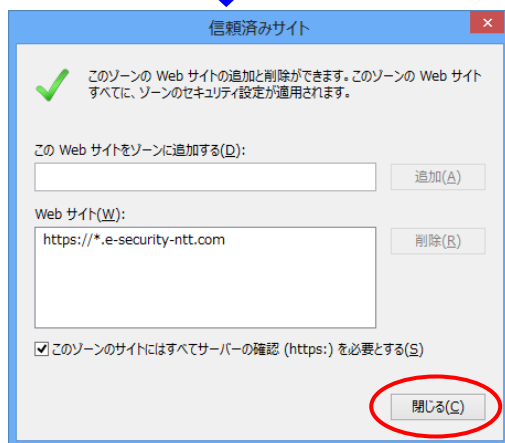 信頼済みサイト
このゾーンの Web サイトの追加と削除ができます。このゾーンの Web サイト
すべてに、ゾーンのセキュリティ設定が適用されます。
この Web サイトをゾーンに追加する(D):
追加(A)
Web サイト(W):
https://*.e-security-ntt.com
削除(R)
このゾーンのサイトにはすべてサーバーの確認 (https:) を必要とする(S)
閉じる(C)